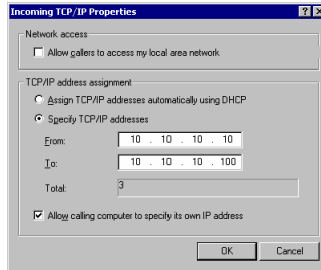 Incoming TCP/IP Properties
Network access
Allow callers to access my local area network
TCP/IP address assignment
Assign TCP/IP addresses automatically using DHCP
Specify TCP/IP addresses
From: 10 . 10 . 10 . 10
To: 10 . 10 . 10 . 100
Total: 3
Allow calling computer to specify its own IP address
OK Cancel